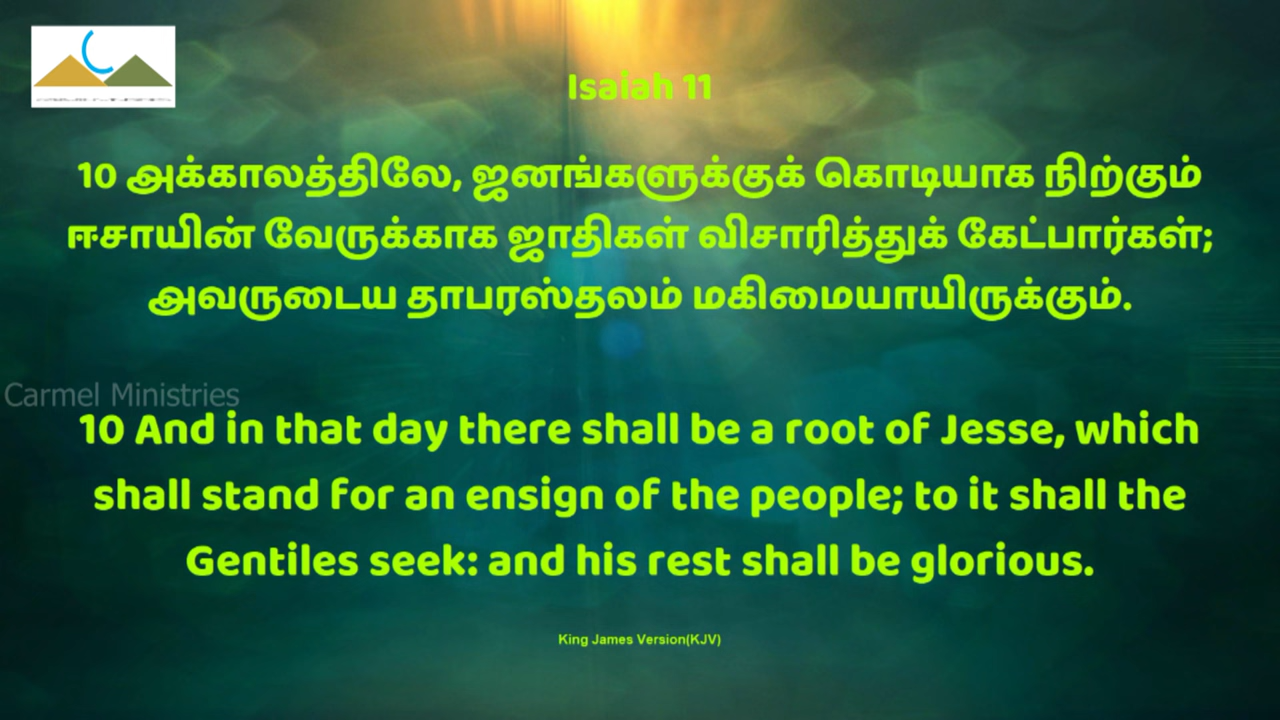 Isaiah 11
10 அக்காலத்திலே, ஜனங்களுக்குக் கொடியாக நிற்கும்
ஈசாயின் வேருக்காக ஜாதிகள் விசாரித்துக் கேட்பார்கள்;
அவருடைய தாபரஸ்தலம் மகிமையாயிருக்கும்.
Carmel Ministries
10 And in that day there shall be a root of Jesse, which
shall stand for an ensign of the people; to it shall the
Gentiles seek: and his rest shall be glorious.
King James Version(KJV)